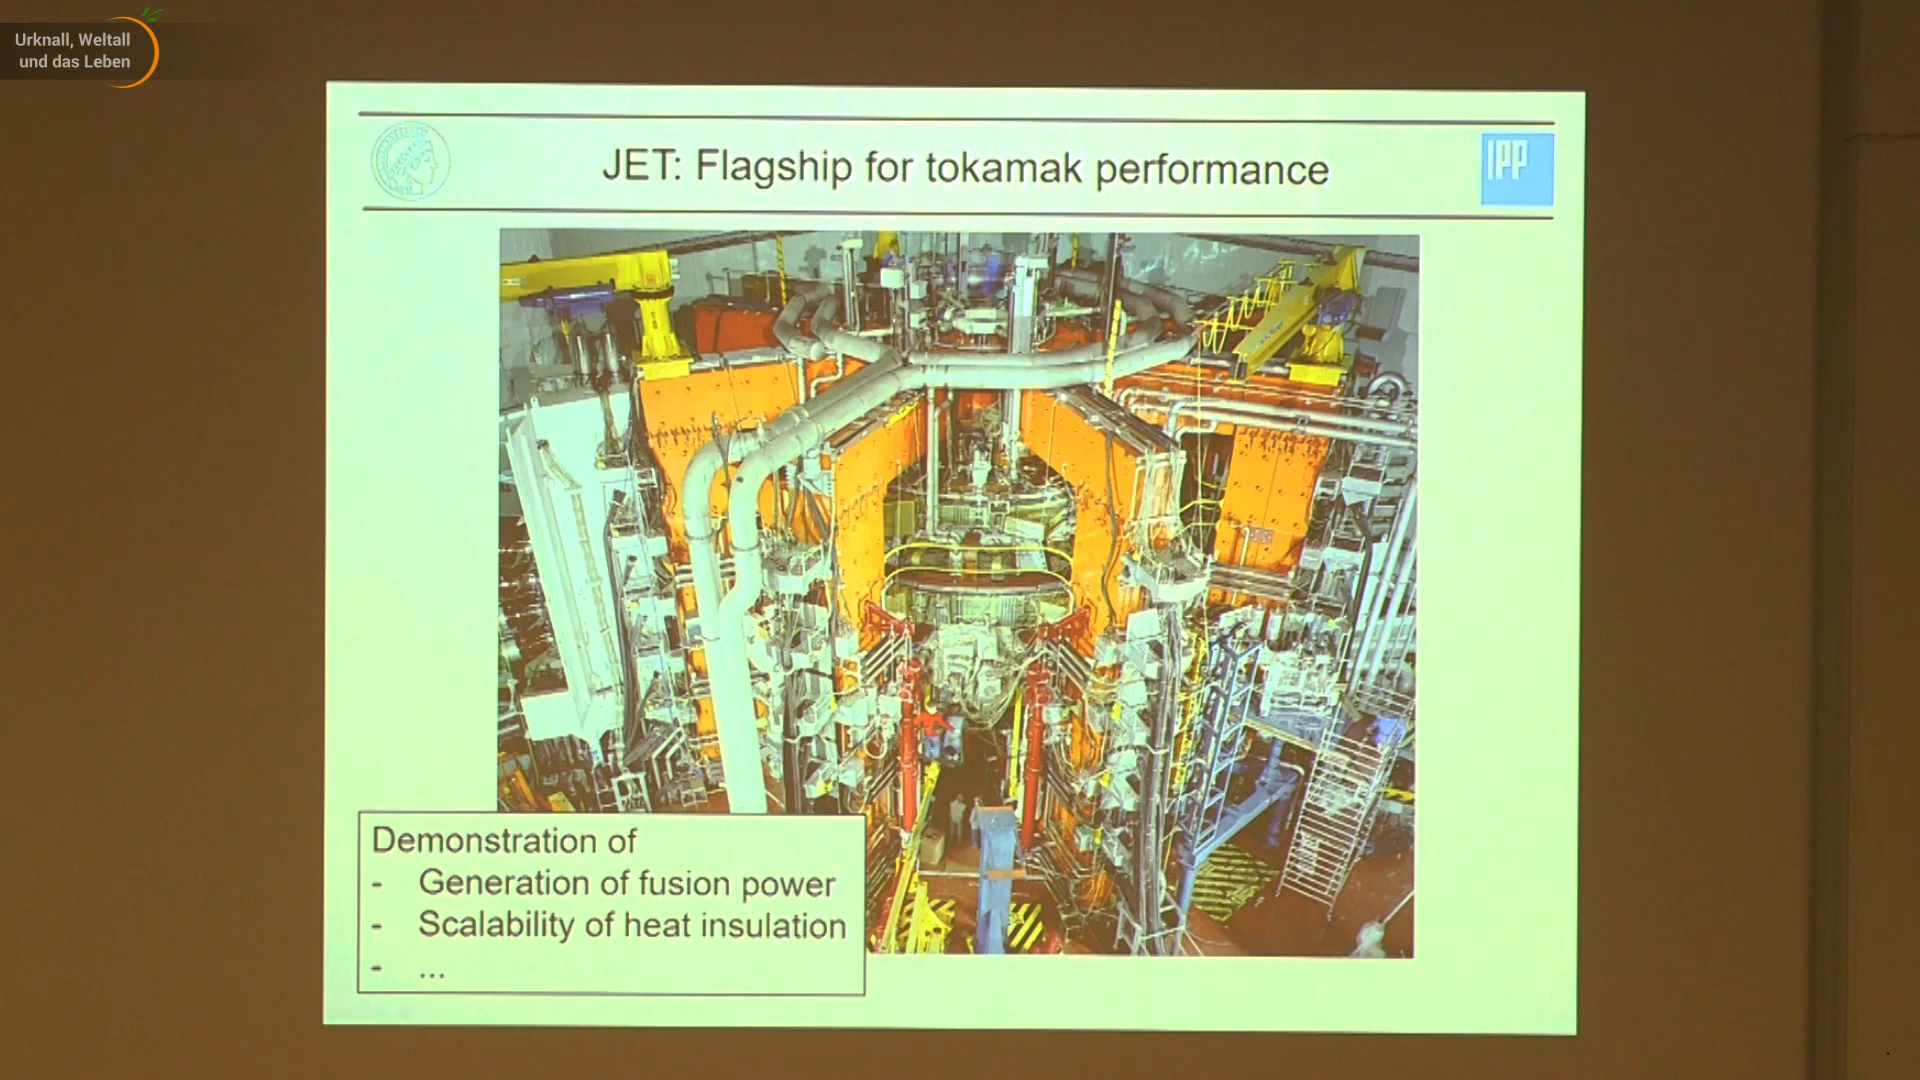 Urknall, Weltall
und das Leben
JET: Flagship for tokamak performance
IPP
Demonstration of
- Generation of fusion power
- Scalability of heat insulation
- ...